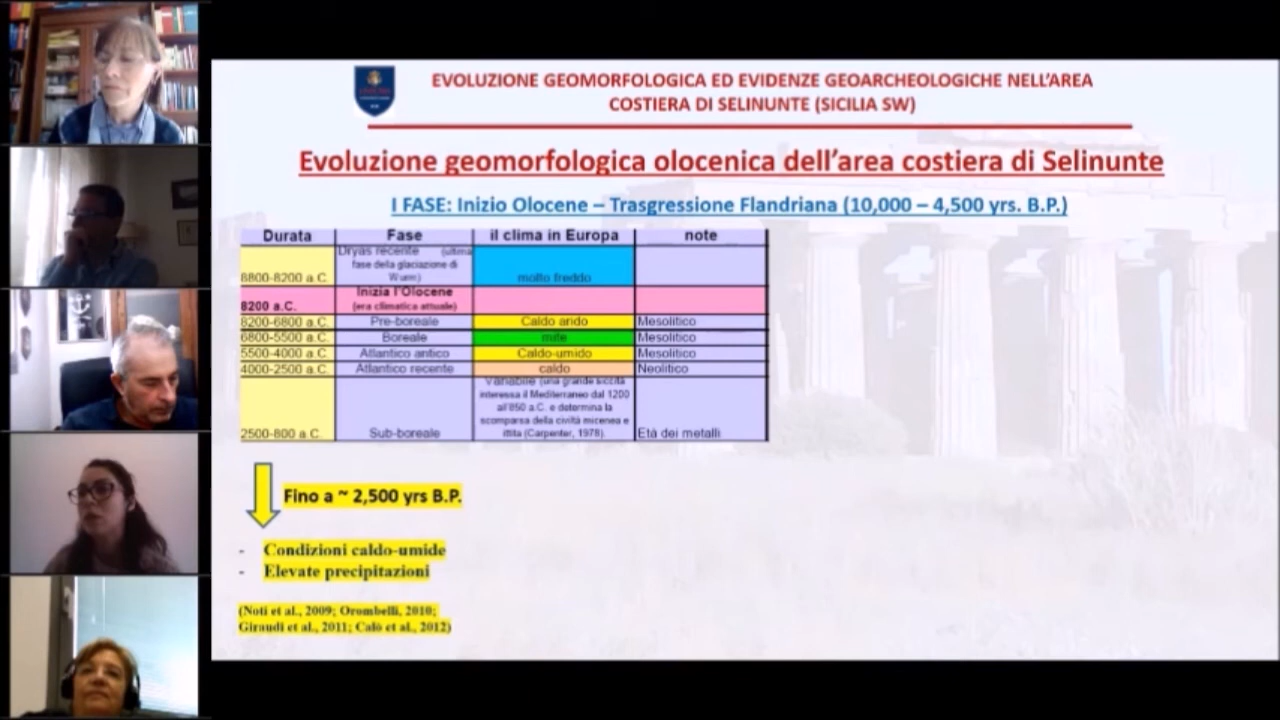 EVOLUZIONE GEOMORFOLOGICA ED EVIDENZE GEOARCHEOLOGICHE NELL'AREA
COSTIERA DI SELINUNTE (SICILIA SW)
Evoluzione geomorfologica olocenica dell'area costiera di Selinunte
I FASE: Inizio Olocene – Trasgressione Flandriana (10,000 – 4,500 yrs. B.P.)
Durata Fase il clima in Europa note
Dryas recente (ultima
fase della glaciazione di
8800-8200 a.C. Wurm) molto freddo
Inizia l'Olocene
8200 a.C. (era climatica attuale)
8200-6800 a.C. Pre-boreale Caldo arido Mesolitico
6800-5500 a.C. Boreale mite Mesolitico
5500-4000 a.C. Atlantico antico Caldo-umido Mesolitico
4000-2500 a.C. Atlantico recente caldo Neolitico
Variabile (una grande siccità
interessa il Mediterraneo dal 1200
all'850 a.C. e determina la
scomparsa della civiltà micenea e
2500-800 a.C. Sub-boreale ittita (Carpenter, 1978). Età dei metalli
Fino a ~ 2,500 yrs B.P.
- Condizioni caldo-umide
- Elevate precipitazioni
(Noti et al., 2009; Orombelli, 2010;
Giraudi et al., 2011; Calò et al., 2012)